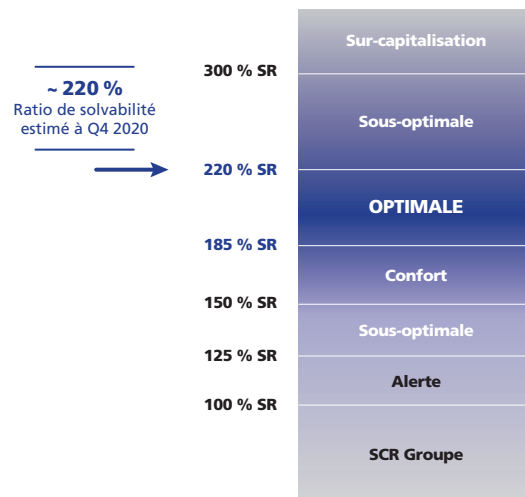 Sur-capitalisation
300 % SR
~ 220 %
Ratio de solvabilité
estimé à Q4 2020
Sous-optimale
220 % SR
OPTIMALE
185 % SR
Confort
150 % SR
Sous-optimale
125 % SR
Alerte
100 % SR
SCR Groupe